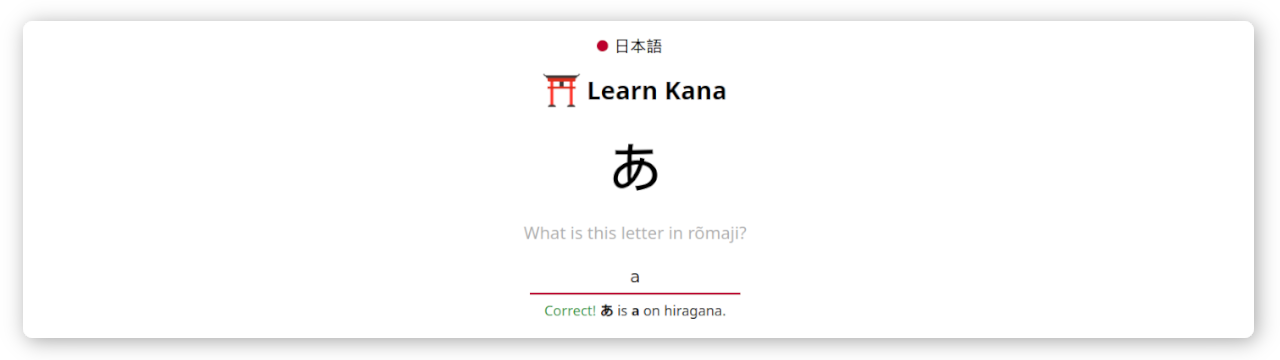 日本語
Learn Kana
あ
What is this letter in rōmaji?
a
Correct! あ is a on hiragana.